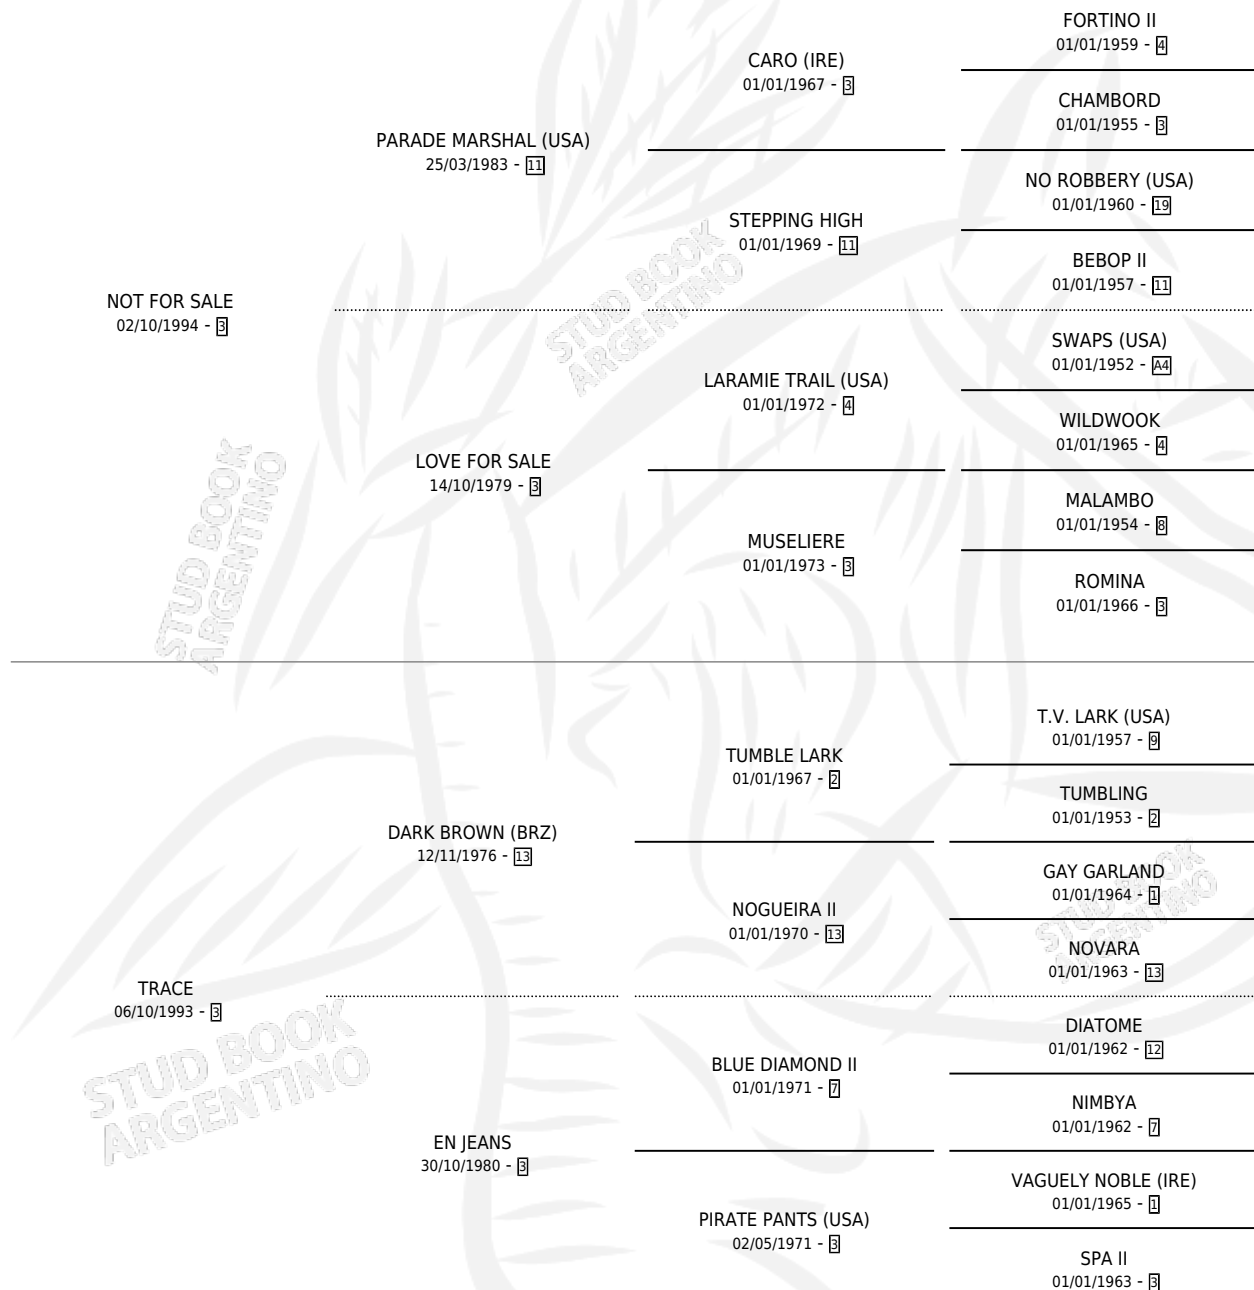 FORTINO II
01/01/1959 - 4
CARO (IRE)
01/01/1967 - 3
CHAMBORD
01/01/1955 - 3
PARADE MARSHAL (USA)
25/03/1983 - 11
NO ROBBERY (USA)
01/01/1960 - 19
STEPPING HIGH
01/01/1969 - 11
BEBOP II
01/01/1957 - 11
NOT FOR SALE
02/10/1994 - 3
STUD BOOK
ARGENTINO
SWAPS (USA)
01/01/1952 - A4
LARAMIE TRAIL (USA)
01/01/1972 - 4
WILDWOOK
01/01/1965 - 4
LOVE FOR SALE
14/10/1979 - 3
MALAMBO
01/01/1954 - 8
MUSELIERE
01/01/1973 - 3
ROMINA
01/01/1966 - 3
STUD BOOK
ARGENTINO
T.V. LARK (USA)
01/01/1957 - 9
TUMBLE LARK
01/01/1967 - 2
TUMBLING
01/01/1953 - 2
DARK BROWN (BRZ)
12/11/1976 - 13
GAY GARLAND
01/01/1964 - 1
NOGUEIRA II
01/01/1970 - 13
NOVARA
01/01/1963 - 13
STUD BOOK
ARGENTINO
TRACE
06/10/1993 - 3
DIATOME
01/01/1962 - 12
BLUE DIAMOND II
01/01/1971 - 7
NIMBYA
01/01/1962 - 7
STUD BOOK
ARGENTINO
EN JEANS
30/10/1980 - 3
VAGUELY NOBLE (IRE)
01/01/1965 - 1
PIRATE PANTS (USA)
02/05/1971 - 3
SPA II
01/01/1963 - 3